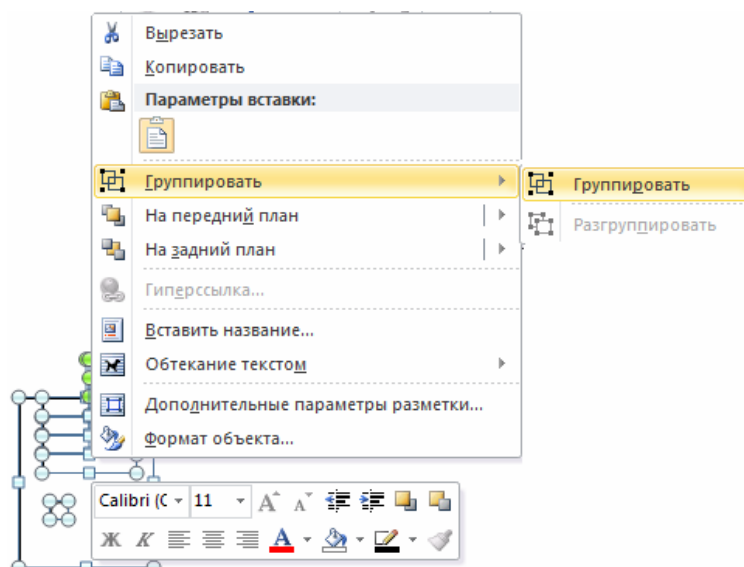 Вырезать
Копировать
Параметры вставки:
Группировать
Группировать
На передний план
Разгруппировать
На задний план
Гиперссылка...
Вставить название...
Обтекание текстом
Дополнительные параметры разметки...
Формат объекта...
Calibri (С 11 A A
Ж К A